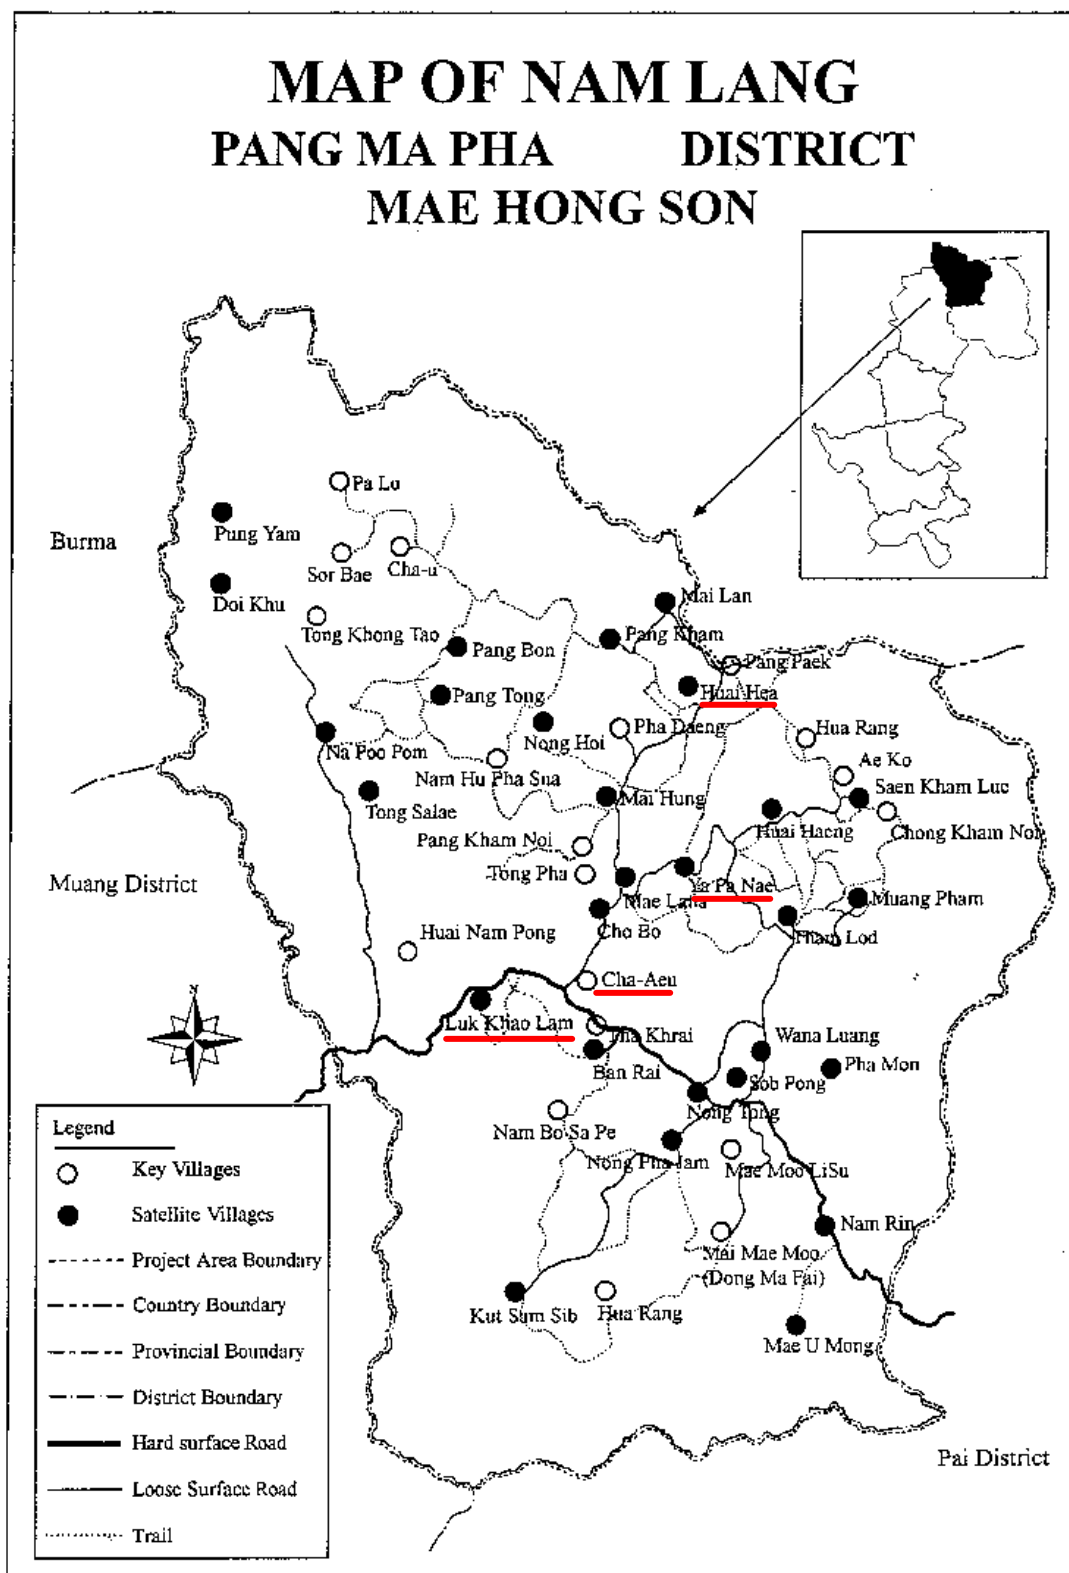 MAP OF NAM LANG
PANG MA PHA DISTRICT
MAE HONG SON
Pa Lo
Pung Yam
Burma
Sor Bae
Cha-u
Doi Khu
Mai Lan
Tong Khong Tao
Pang Bon
Pang Kham
Pang Paek
Pang Tong
Huai Hea
Nong Hoi
Pha Daeng
Hua Rang
Na Poo Pom
Nam Hu Pha Sua
Ae Ko
Tong Salae
Mai Hung
Saen Kham Luc
Huai Haeng
Chong Kham Noi
Pang Kham Noi
Tong Pha
Muang District
Mae Lana
Ya Pa Nae
Muang Pham
Cho Bo
Tham Lod
Huai Nam Pong
Cha-Aeu
Luk Khao Lam
Tha Khrai
Wana Luang
Ban Rai
Pha Mon
Sob Pong
Nong Tong
Nam Bo Sa Pe
Nong Pha Jam
Mae Moo LiSu
Nam Rin
Mai Mae Moo
(Dong Ma Fai)
Kut Sam Sib
Hua Rang
Mae U Mong
Pai District
Legend
Key Villages
Satellite Villages
Project Area Boundary
Country Boundary
Provincial Boundary
District Boundary
Hard surface Road
Loose Surface Road
Trail